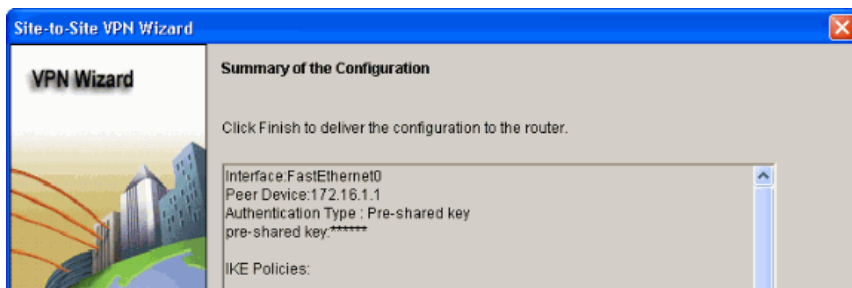 Site-to-Site VPN Wizard
VPN Wizard
Summary of the Configuration
Click Finish to deliver the configuration to the router.
Interface:FastEthernet0
Peer Device:172.16.1.1
Authentication Type : Pre-shared key
pre-shared key:******
IKE Policies: